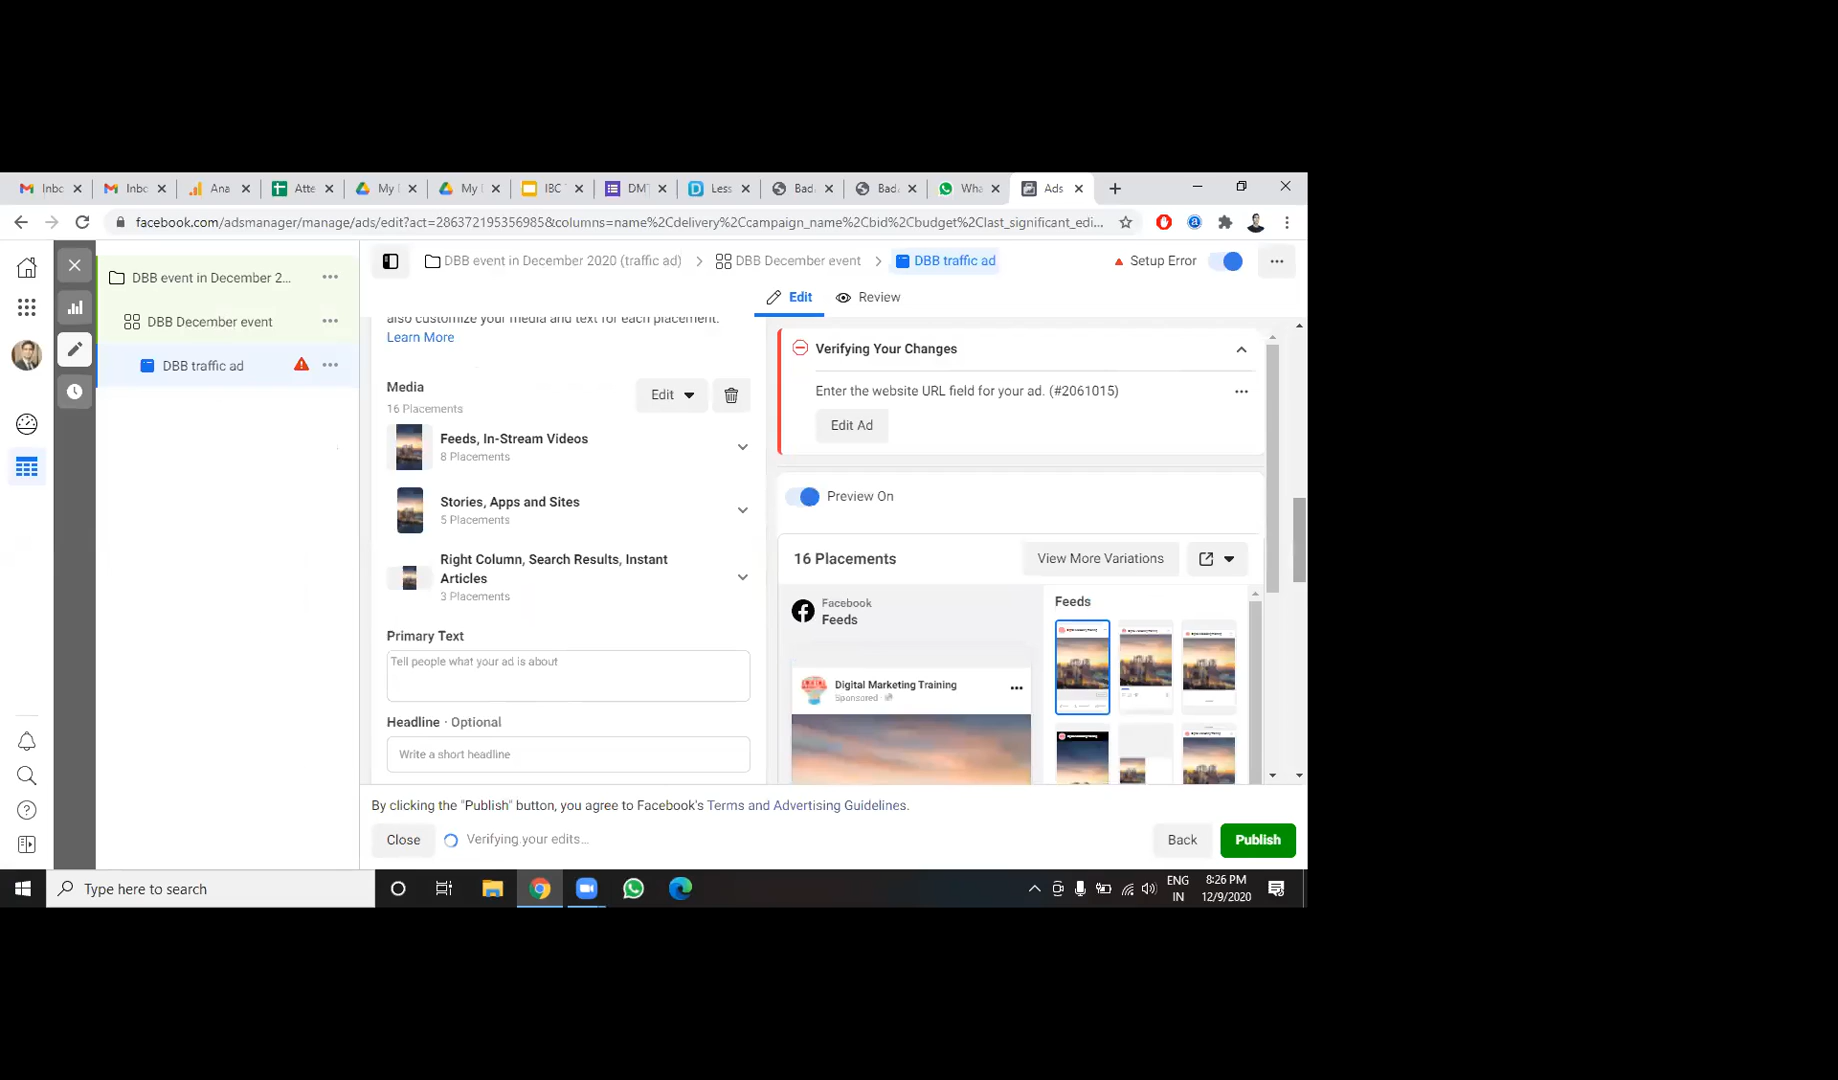 Inbc
Inbc
Ana
Atte
My I
My I
IBC
DMT
Less
Bad
Bad
Wha
Ads
facebook.com/adsmanager/manage/ads/edit?act=286372195356985&columns=name%2Cdelivery%2Ccampaign_name%2Cbid%2Cbudget%2Clast_significant_edi...
DBB event in December 2...
DBB December event
DBB traffic ad
DBB event in December 2020 (traffic ad)
DBB December event
DBB traffic ad
Setup Error
Edit
Review
also customize your media and text for each placement.
Learn More
Media
16 Placements
Edit
Feeds, In-Stream Videos
8 Placements
Stories, Apps and Sites
5 Placements
Right Column, Search Results, Instant
Articles
3 Placements
Primary Text
Tell people what your ad is about
Headline · Optional
Write a short headline
Verifying Your Changes
Enter the website URL field for your ad. (#2061015)
Edit Ad
Preview On
16 Placements
View More Variations
Facebook
Feeds
Feeds
Digital Marketing Training
Sponsored ·
By clicking the "Publish" button, you agree to Facebook's Terms and Advertising Guidelines.
Close
Verifying your edits...
Back
Publish
Type here to search
ENG
IN
8:26 PM
12/9/2020